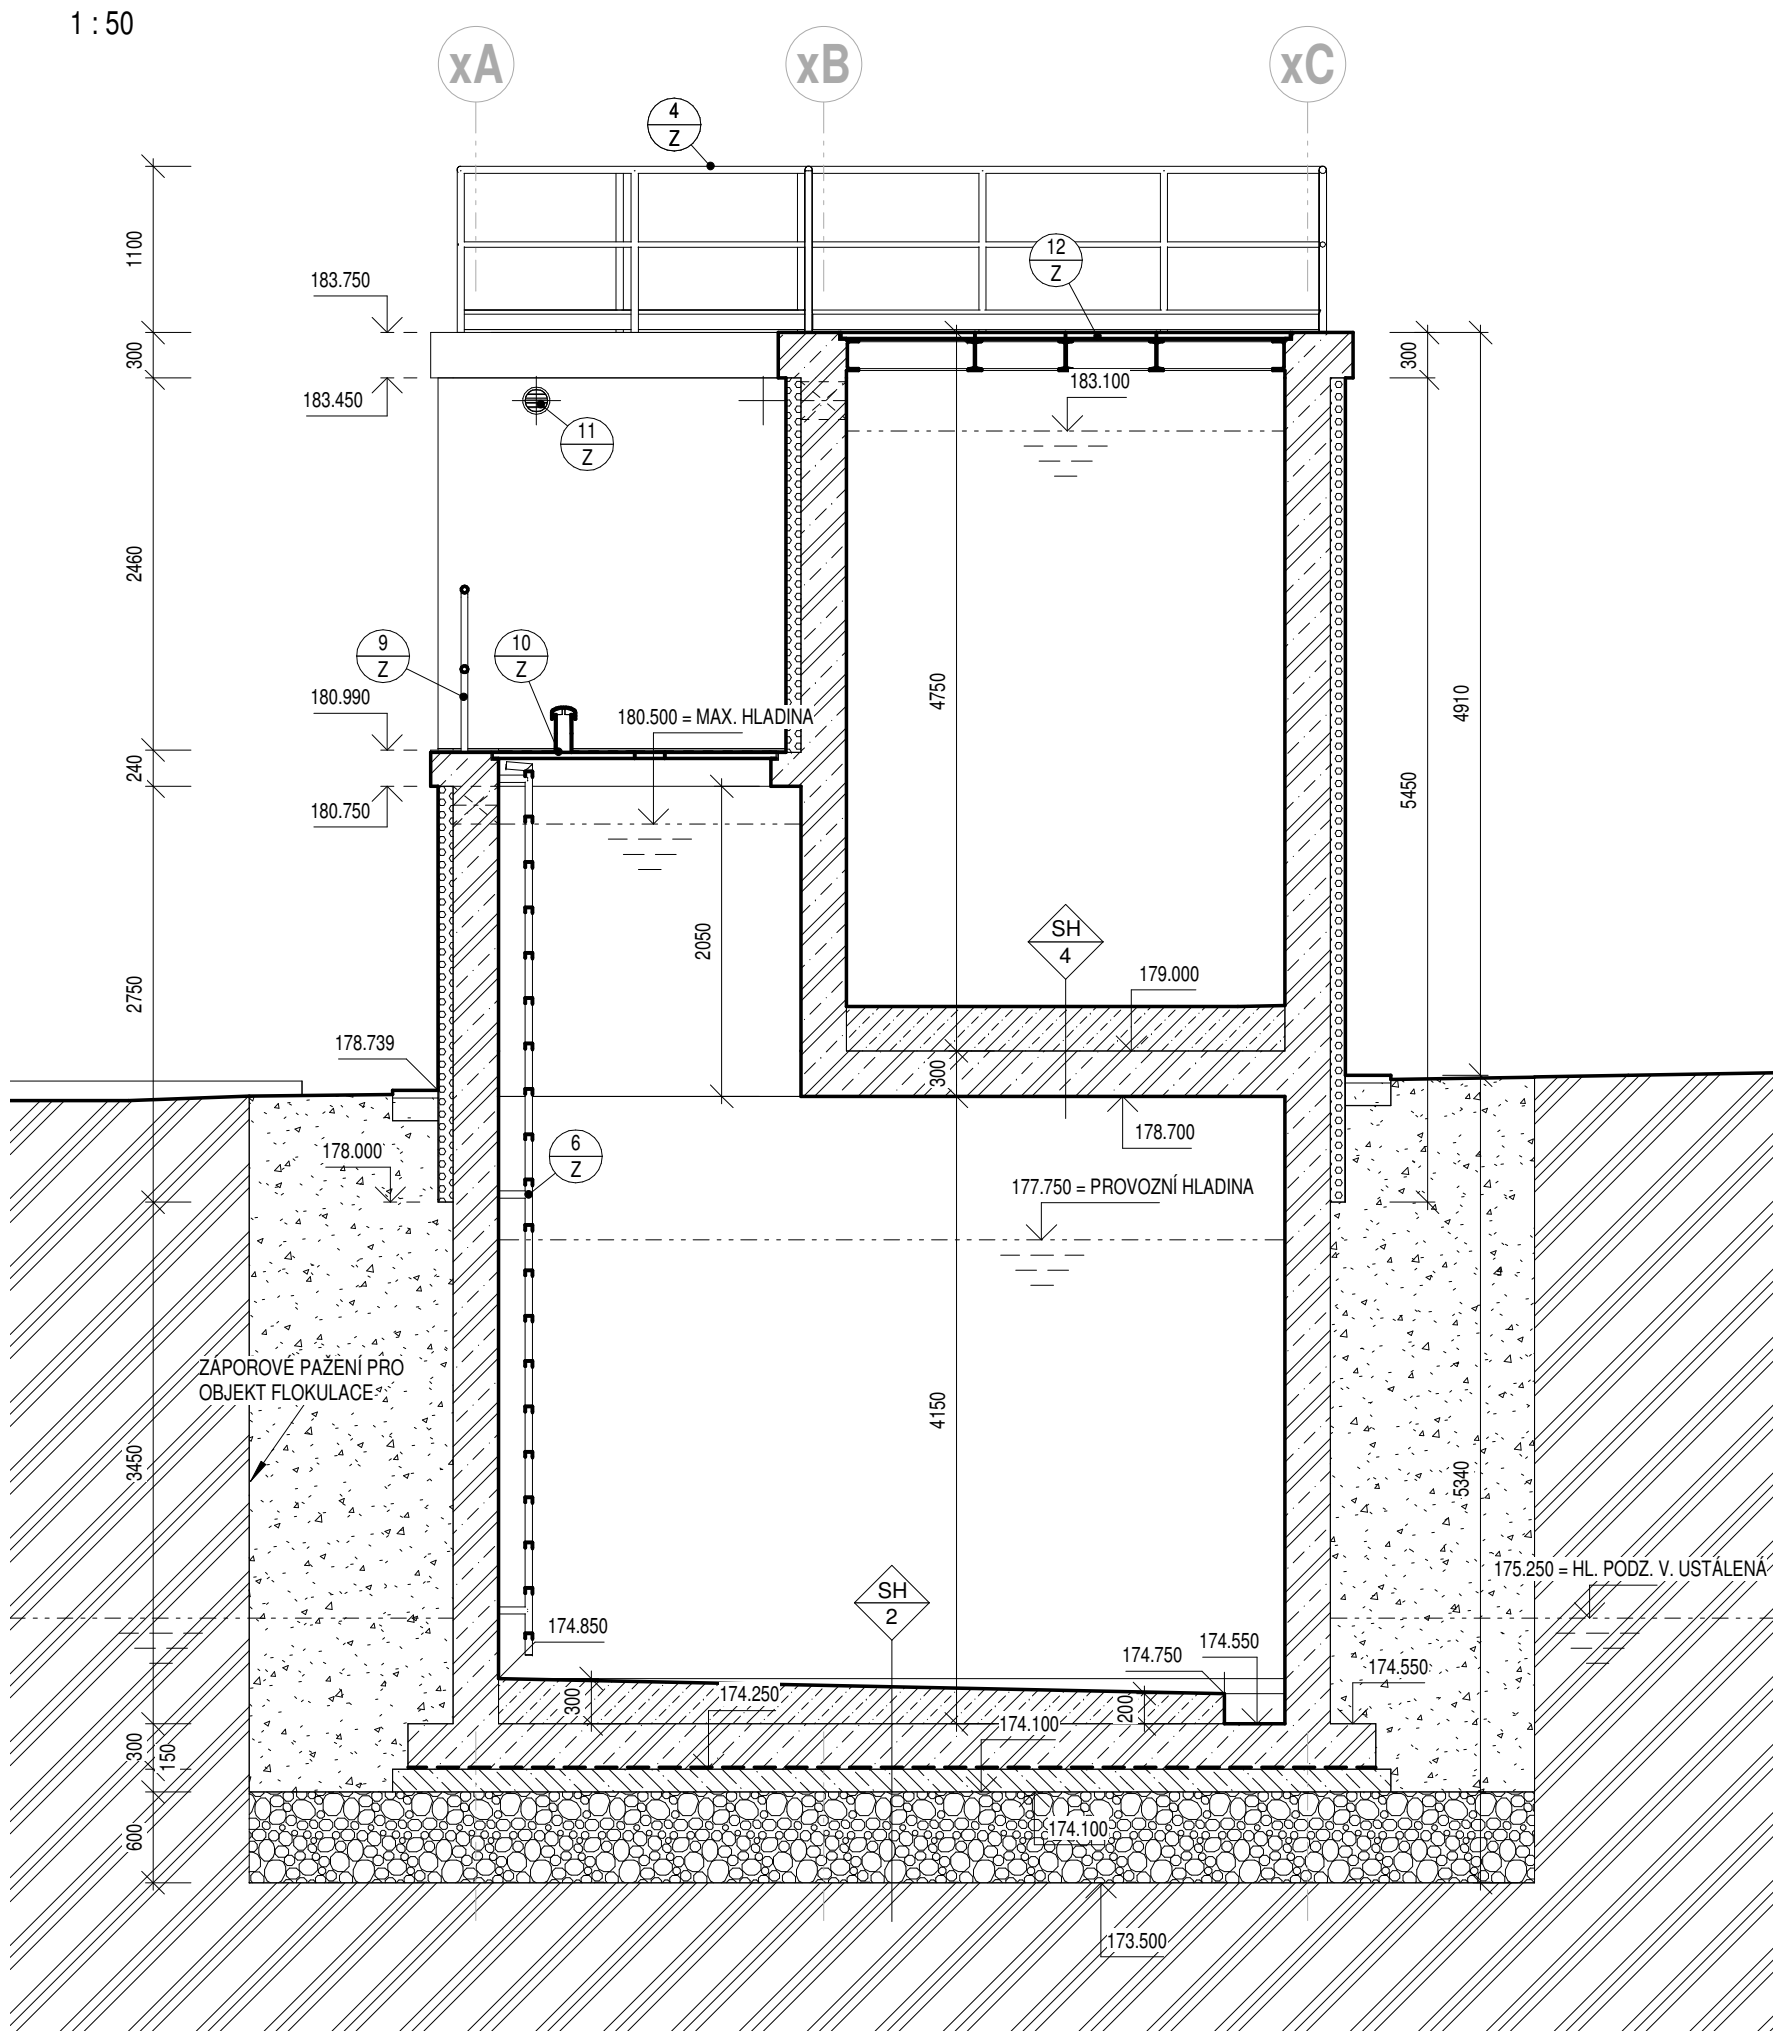 1 : 50
xA
xB
xC
4
Z
12
Z
1100
183.750
300
300
183.450
183.100
11
Z
2460
9
Z
10
Z
180.990
180.500 = MAX. HLADINA
4750
4910
240
180.750
5450
2050
SH
4
2750
179.000
178.739
300
178.700
178.000
6
Z
177.750 = PROVOZNÍ HLADINA
ZÁPOROVÉ PAŽENÍ PRO
OBJEKT FLOKULACE
4150
3450
5340
175.250 = HL. PODZ. V. USTÁLENÁ
SH
2
174.850
174.750
174.550
174.550
300
174.250
200
174.100
300
150
174.100
600
173.500